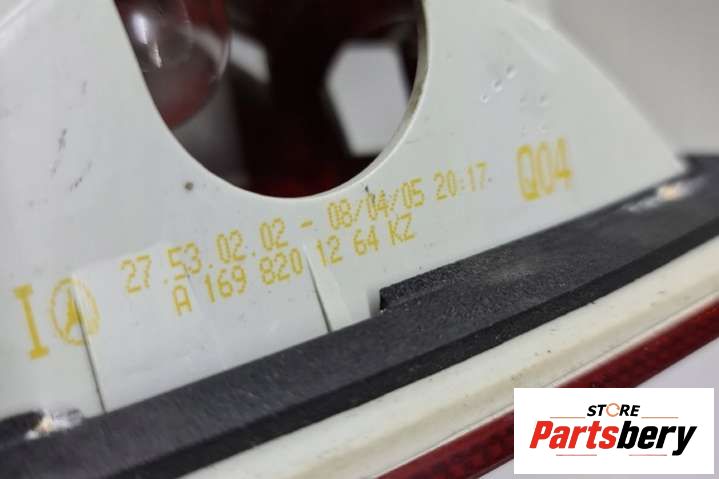 27.53.02.02 - 08/04/05 20:17. Q04
I A 169 820 12 64 KZ
STORE
Partsbery